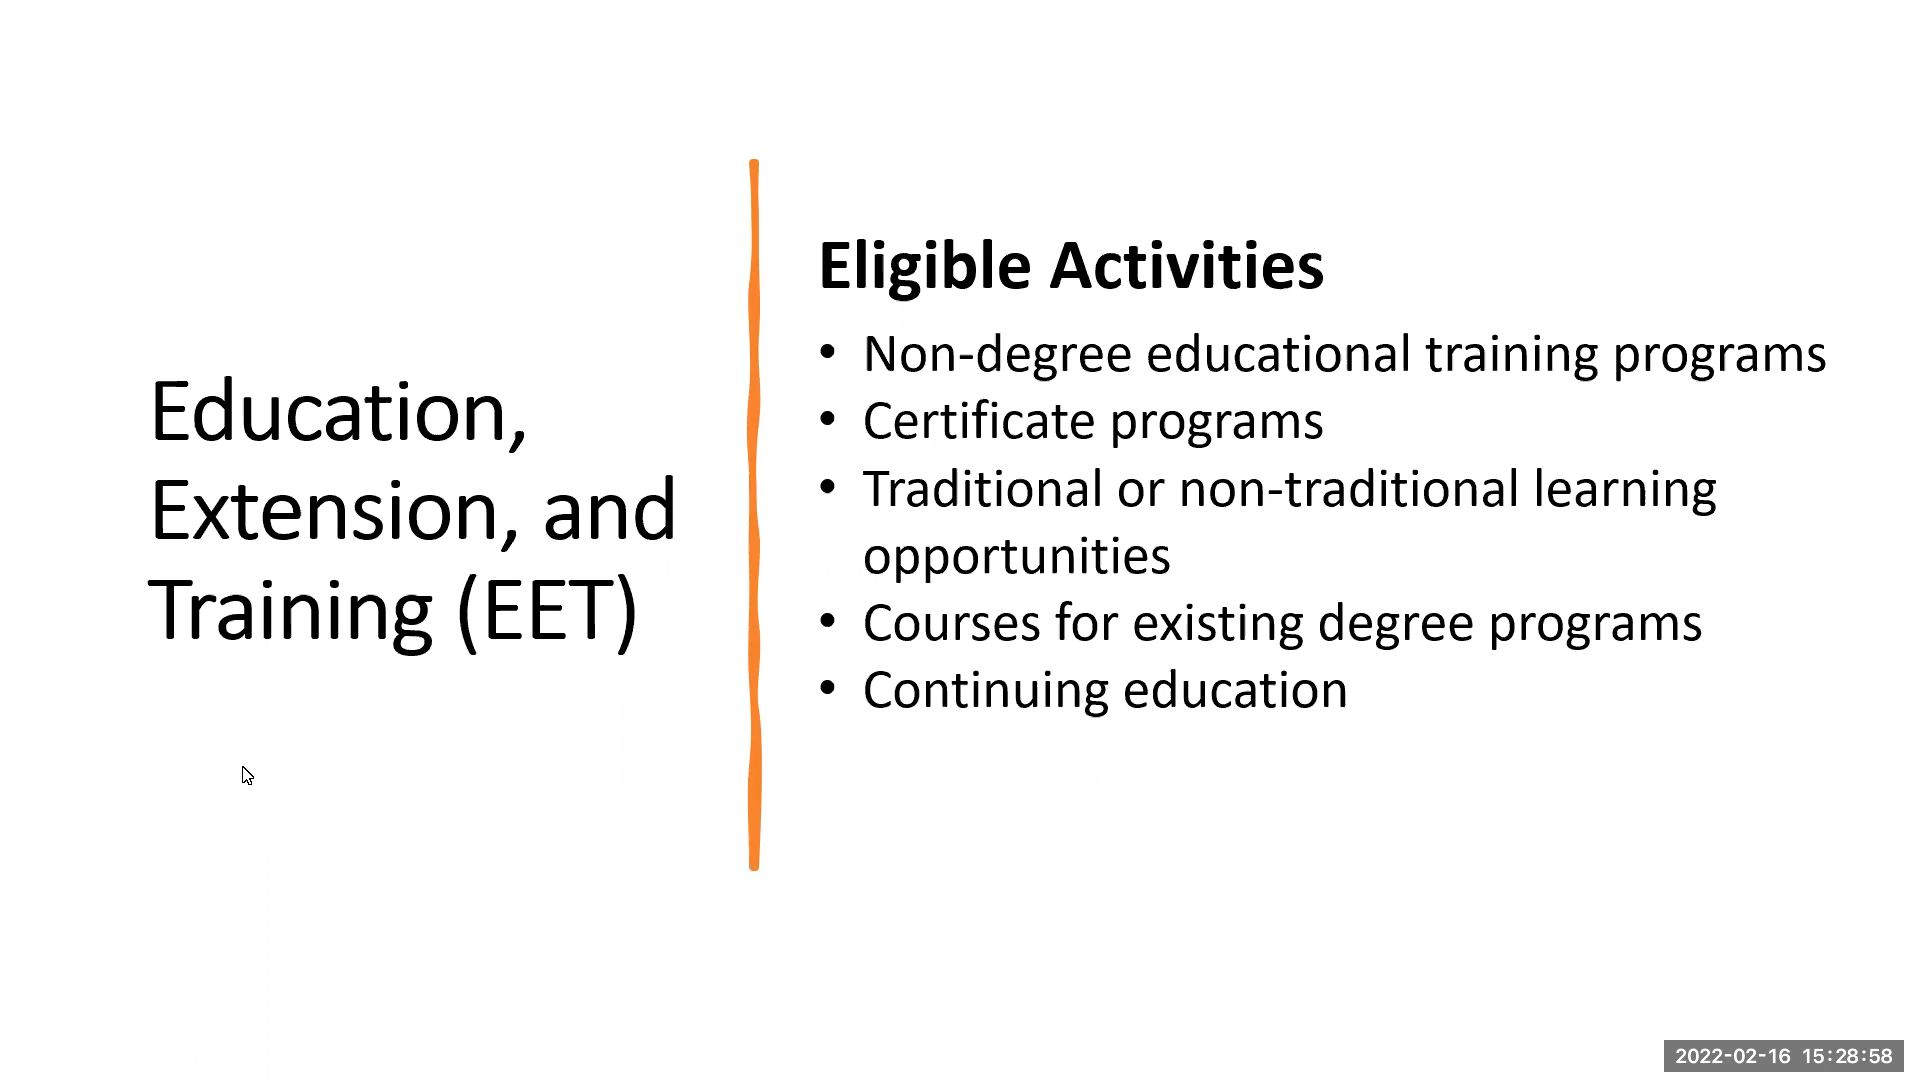 Education,
Extension, and
Training (EET)
Eligible Activities
• Non-degree educational training programs
• Certificate programs
• Traditional or non-traditional learning
opportunities
• Courses for existing degree programs
• Continuing education
2022-02-16 15:28:58